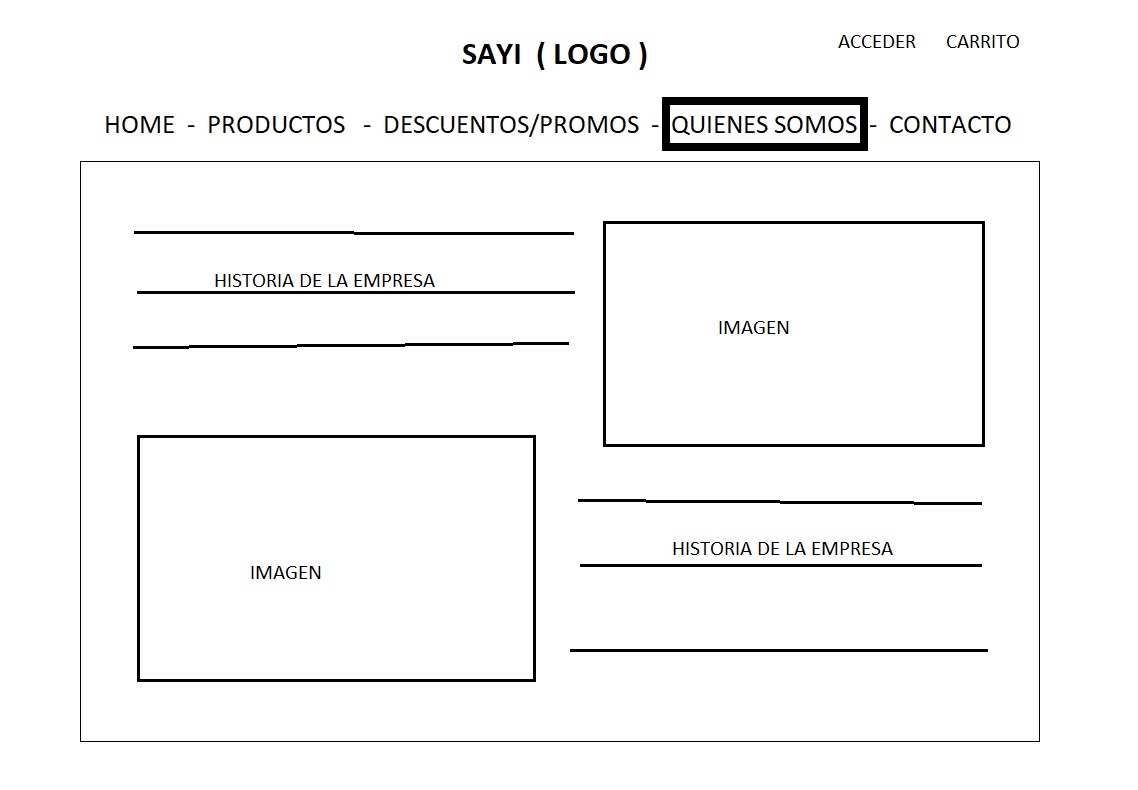 ACCEDER CARRITO
SAYI ( LOGO )
HOME - PRODUCTOS - DESCUENTOS/PROMOS - QUIENES SOMOS - CONTACTO
HISTORIA DE LA EMPRESA
IMAGEN
HISTORIA DE LA EMPRESA
IMAGEN